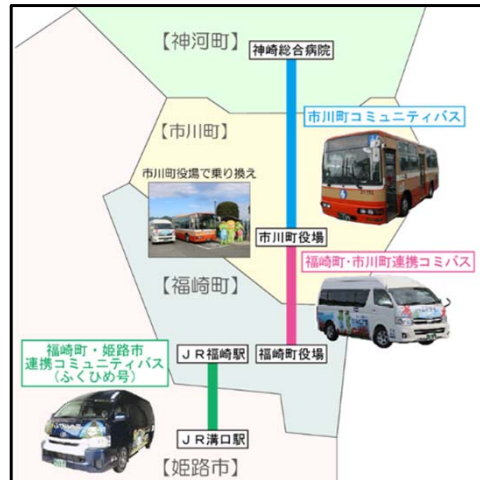 【神河町】
神崎総合病院
市川町コミュニティバス
【市川町】
市川町役場で乗り換え
市川町役場
福崎町・市川町連携コミバス
【福崎町】
JR福崎駅
福崎町役場
福崎町・姫路市
連携コミュニティバス
(ふくひめ号)
JR溝口駅
【姫路市】